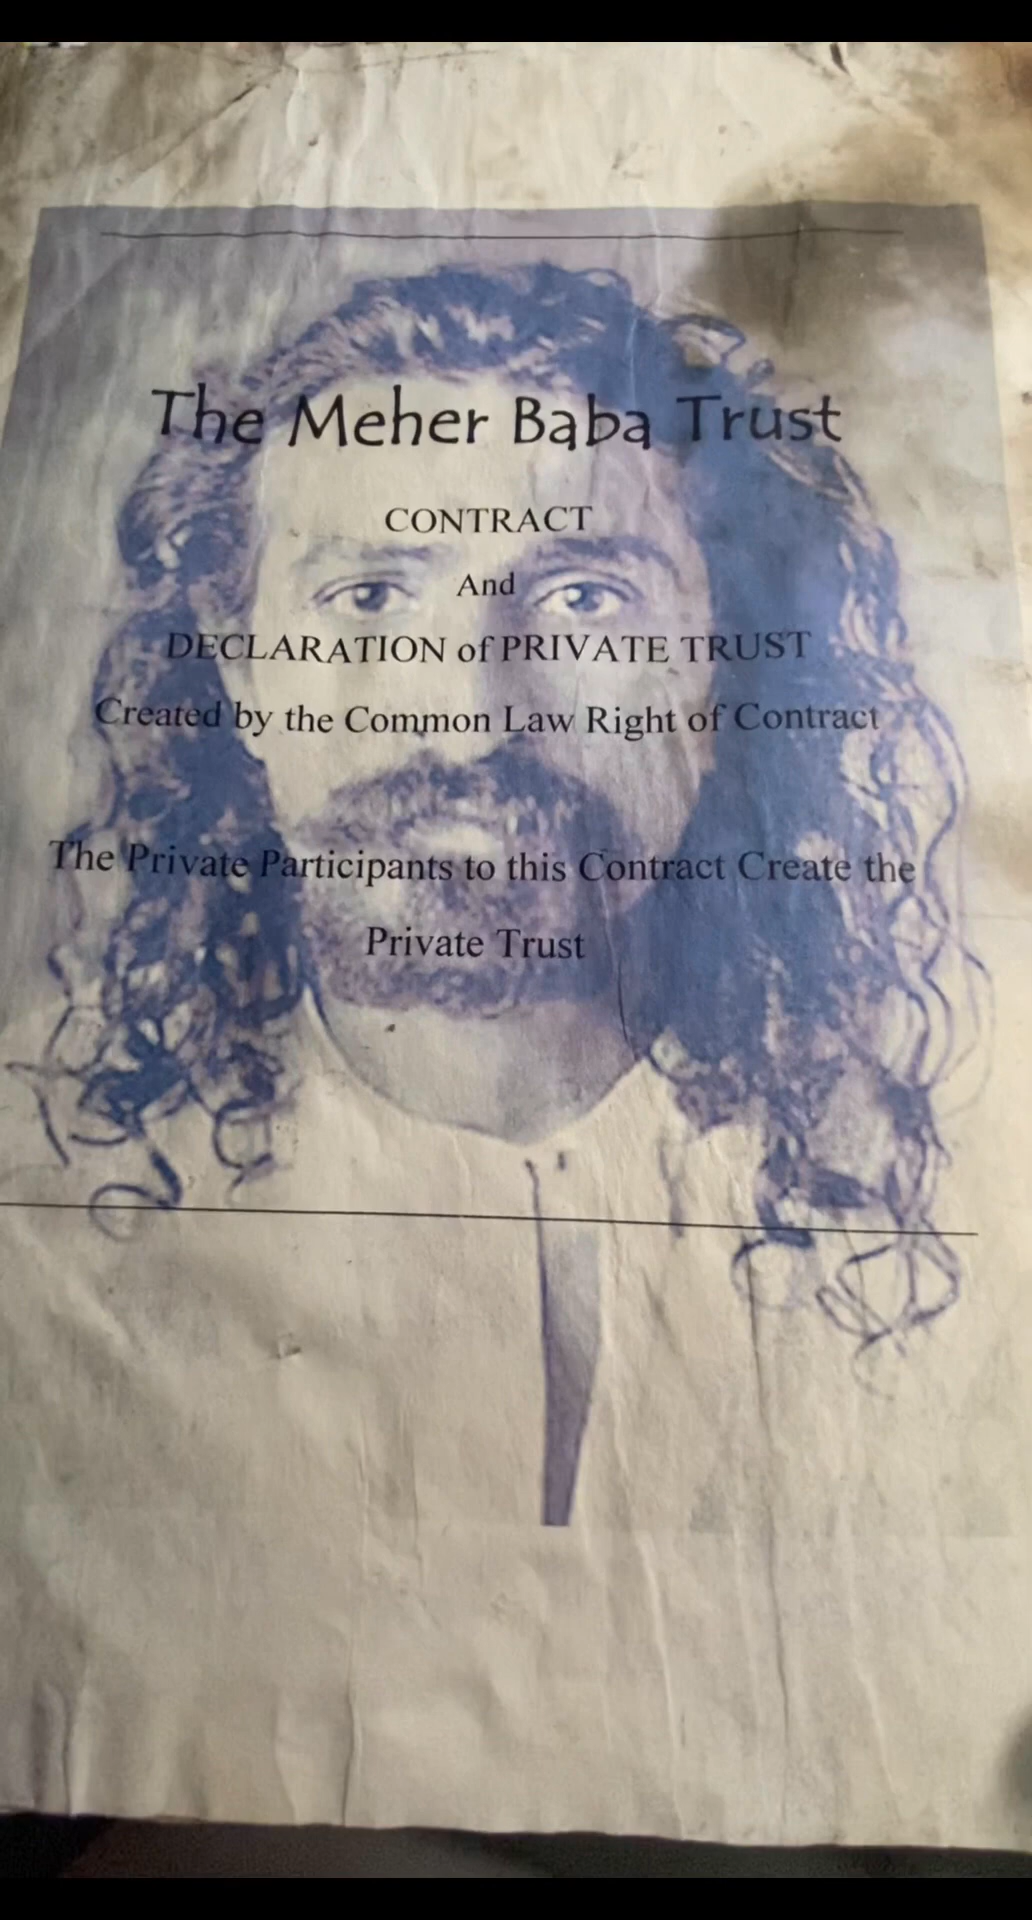 The Meher Baba Trust
CONTRACT
And
DECLARATION of PRIVATE TRUST
Created by the Common Law Right of Contract
The Private Participants to this Contract Create the
Private Trust